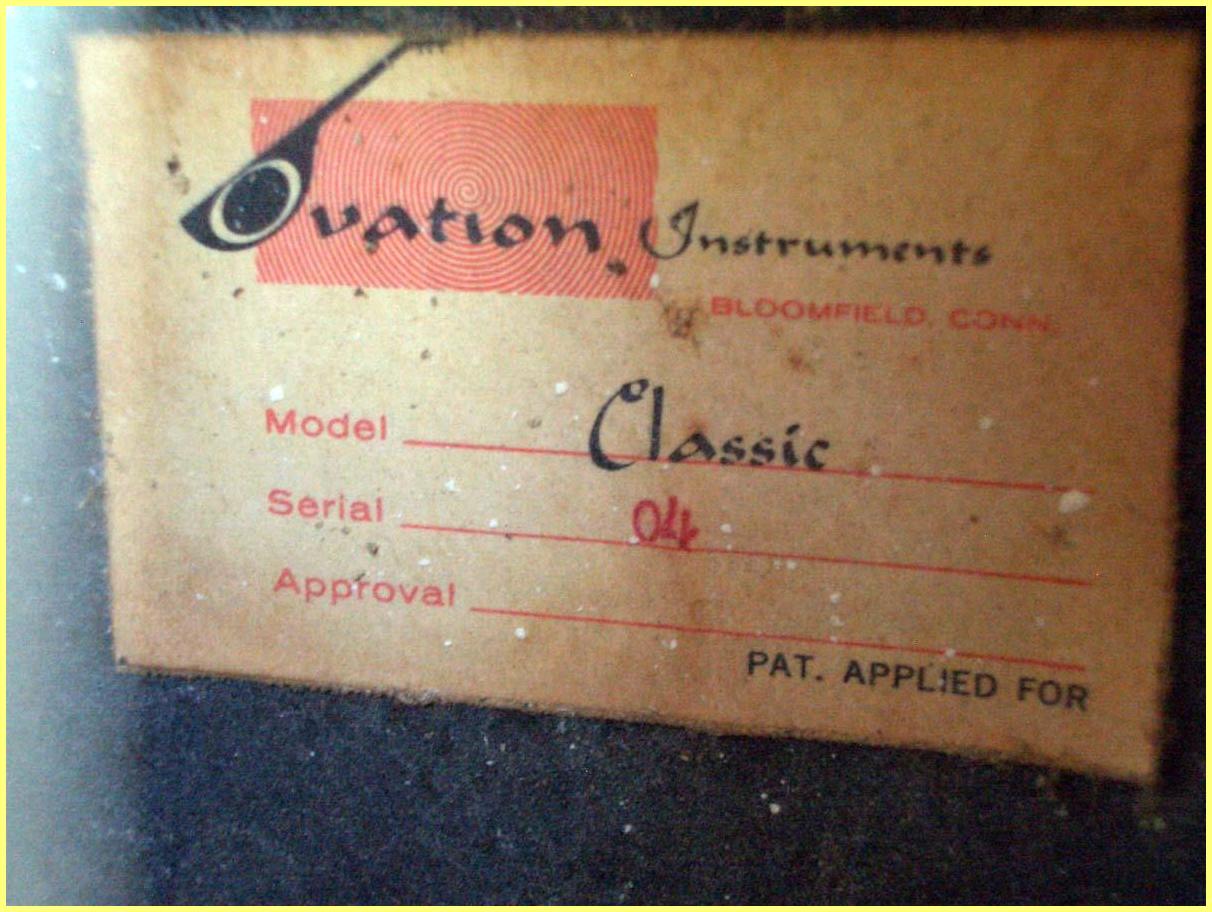 Ovation Instruments
BLOOMFIELD, CONN.
Model Classic
Serial 04
Approval
PAT. APPLIED FOR